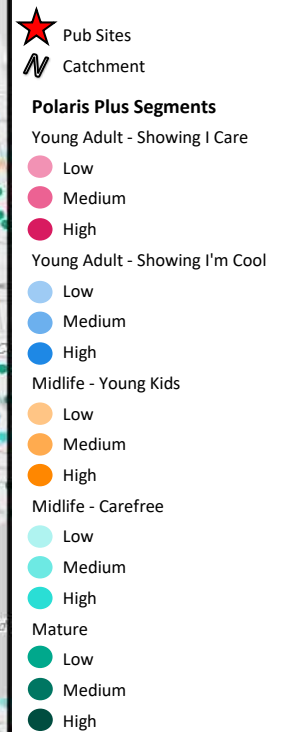 Pub Sites
Catchment
Polaris Plus Segments
Young Adult - Showing I Care
Low
Medium
High
Young Adult - Showing I'm Cool
Low
Medium
High
Midlife - Young Kids
Low
Medium
High
Midlife - Carefree
Low
Medium
High
Mature
Low
Medium
High